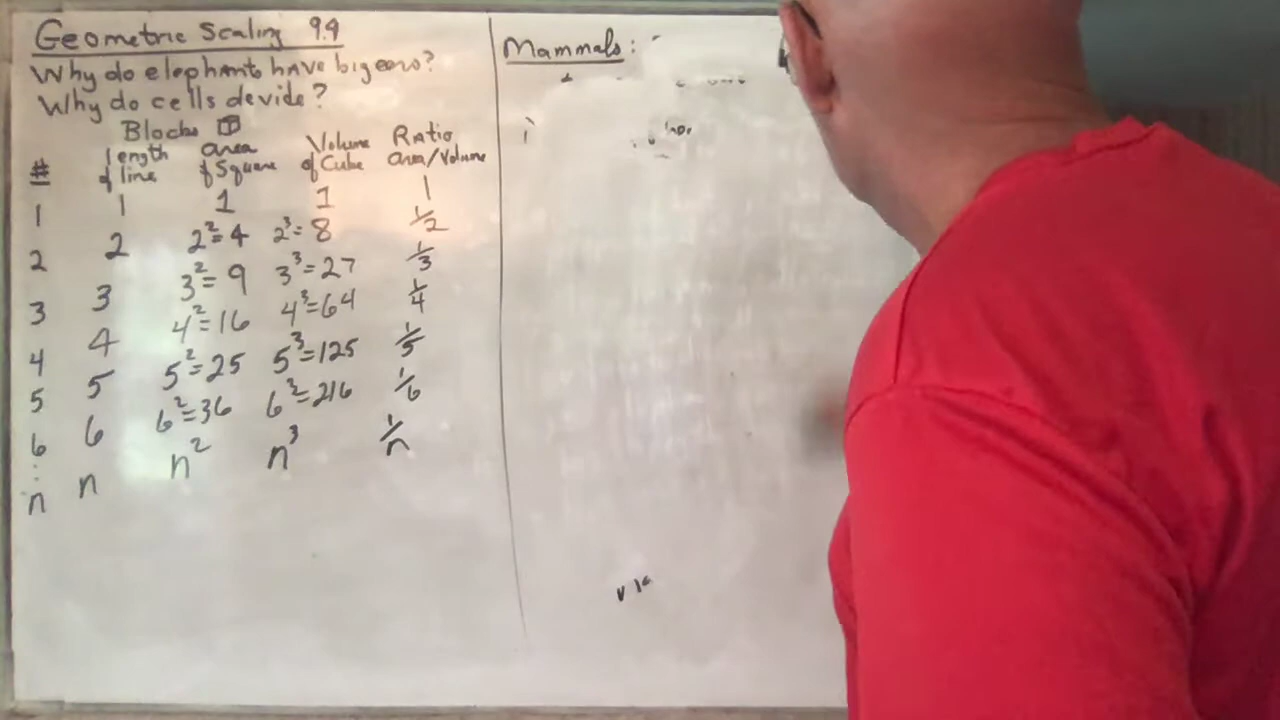 Geometric Scaling 9.4
Why do elephants have big ears?
Why do cells devide?
Blocks
# length of line area of Square Volume of Cube Ratio area/Volume
1 1 1 1 1
2 2 2²=4 2³=8 1/2
3 3 3²=9 3³=27 1/3
4 4 4²=16 4³=64 1/4
5 5 5²=25 5³=125 1/5
6 6 6²=36 6³=216 1/6
:
n n n² n³ 1/n
Mammals: